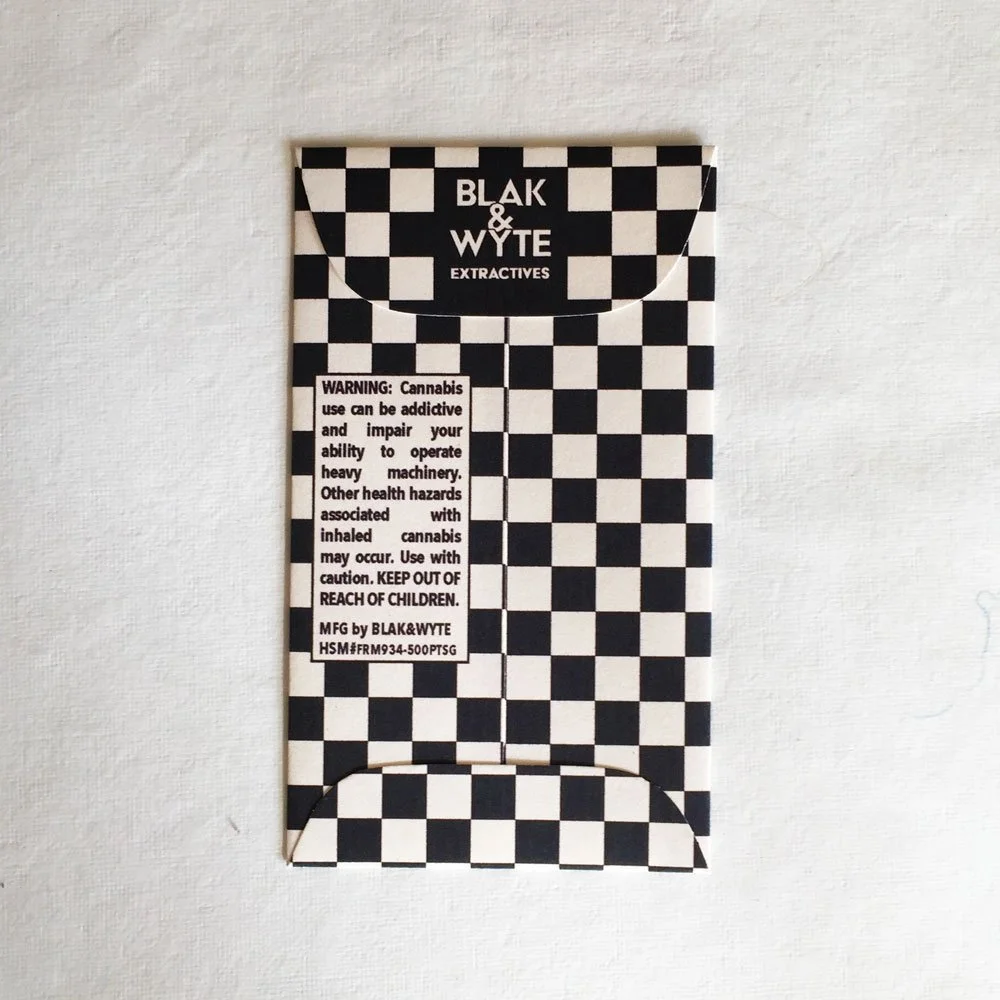 BLAK
&
WYTE
EXTRACTIVES
WARNING: Cannabis
use can be addictive
and impair your
ability to operate
heavy machinery.
Other health hazards
associated with
inhaled cannabis
may occur. Use with
caution. KEEP OUT OF
REACH OF CHILDREN.
MFG by BLAK&WYTE
HSM#FRM934-500PTSG